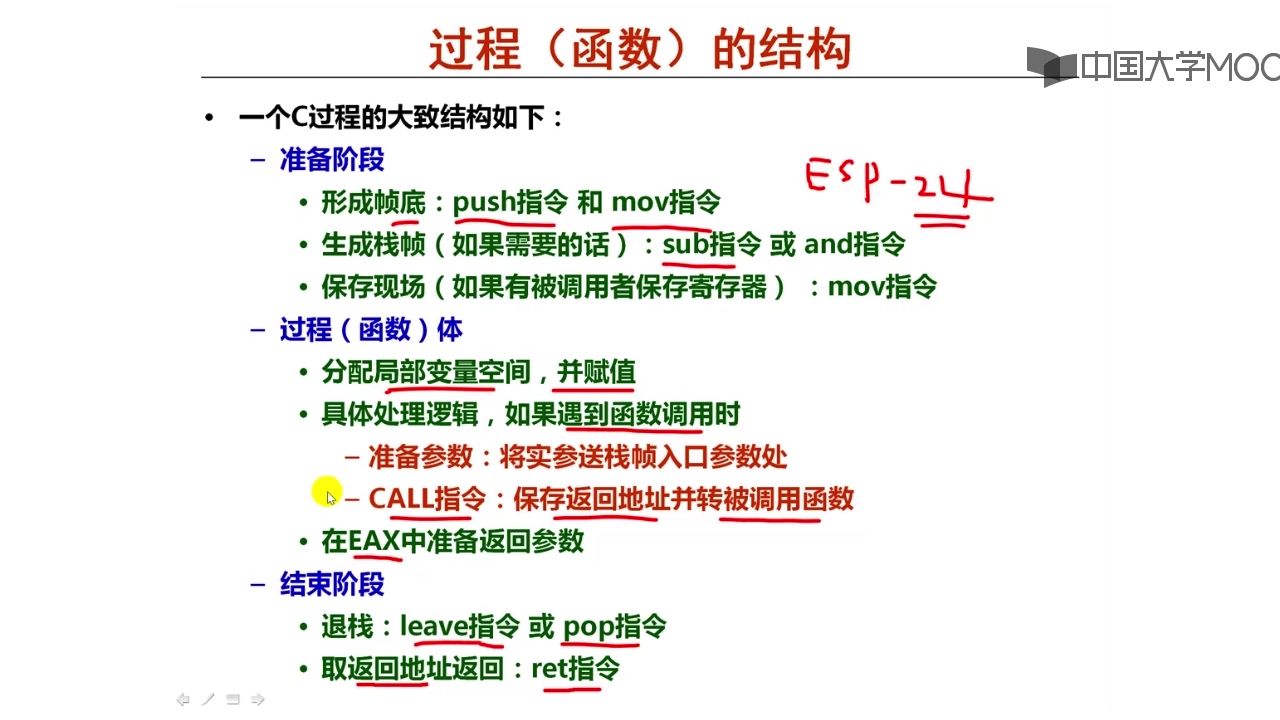 过程（函数）的结构
中国大学MOO
• 一个C过程的大致结构如下：
– 准备阶段
ESP-24
• 形成帧底：push指令 和 mov指令
• 生成栈帧（如果需要的话）：sub指令 或 and指令
• 保存现场（如果有被调用者保存寄存器） ：mov指令
– 过程（函数）体
• 分配局部变量空间，并赋值
• 具体处理逻辑，如果遇到函数调用时
– 准备参数：将实参送栈帧入口参数处
– CALL指令：保存返回地址并转被调用函数
• 在EAX中准备返回参数
– 结束阶段
• 退栈：leave指令 或 pop指令
• 取返回地址返回：ret指令